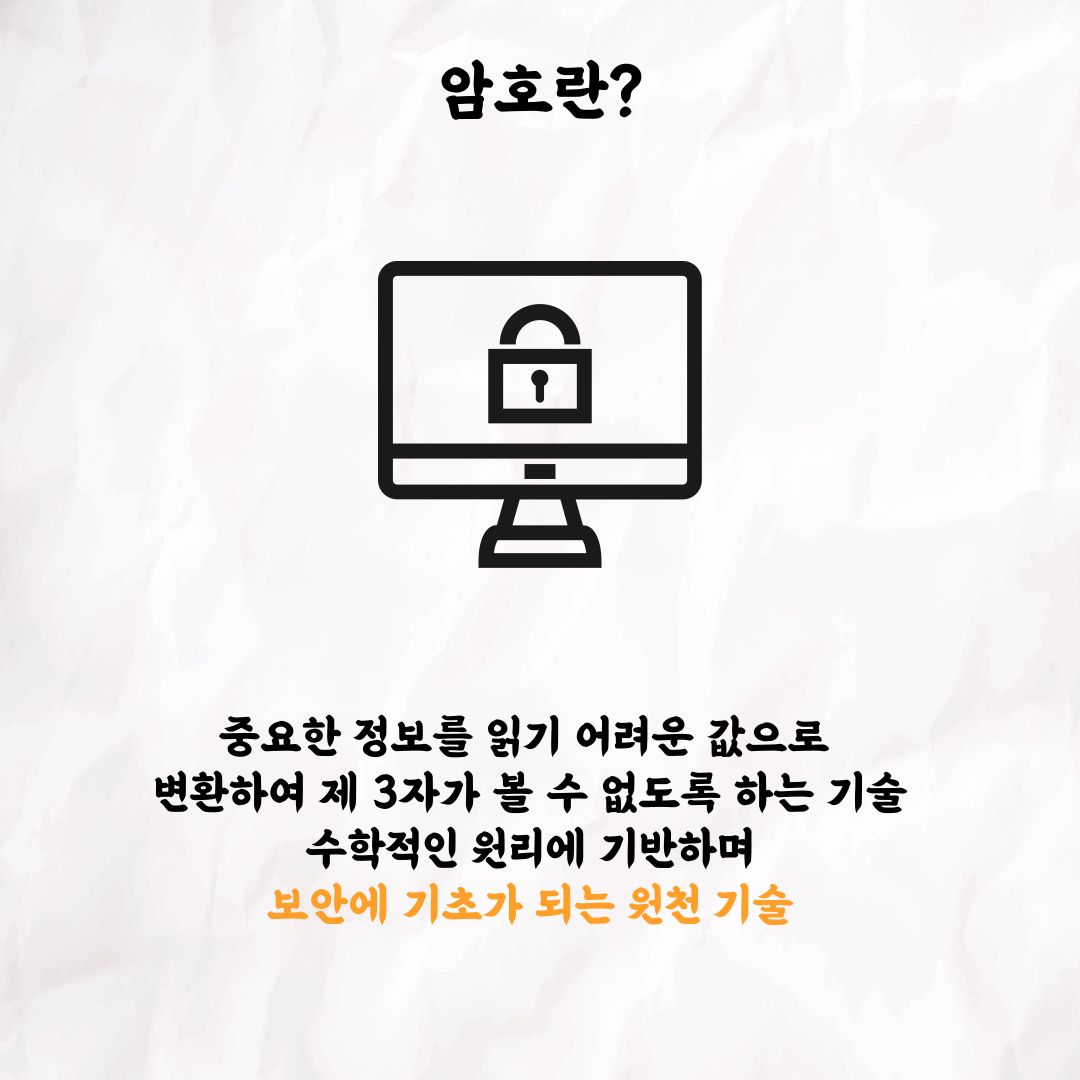 암호란?
중요한 정보를 읽기 어려운 값으로
변환하여 제 3자가 볼 수 없도록 하는 기술
수학적인 원리에 기반하며
보안에 기초가 되는 원천 기술